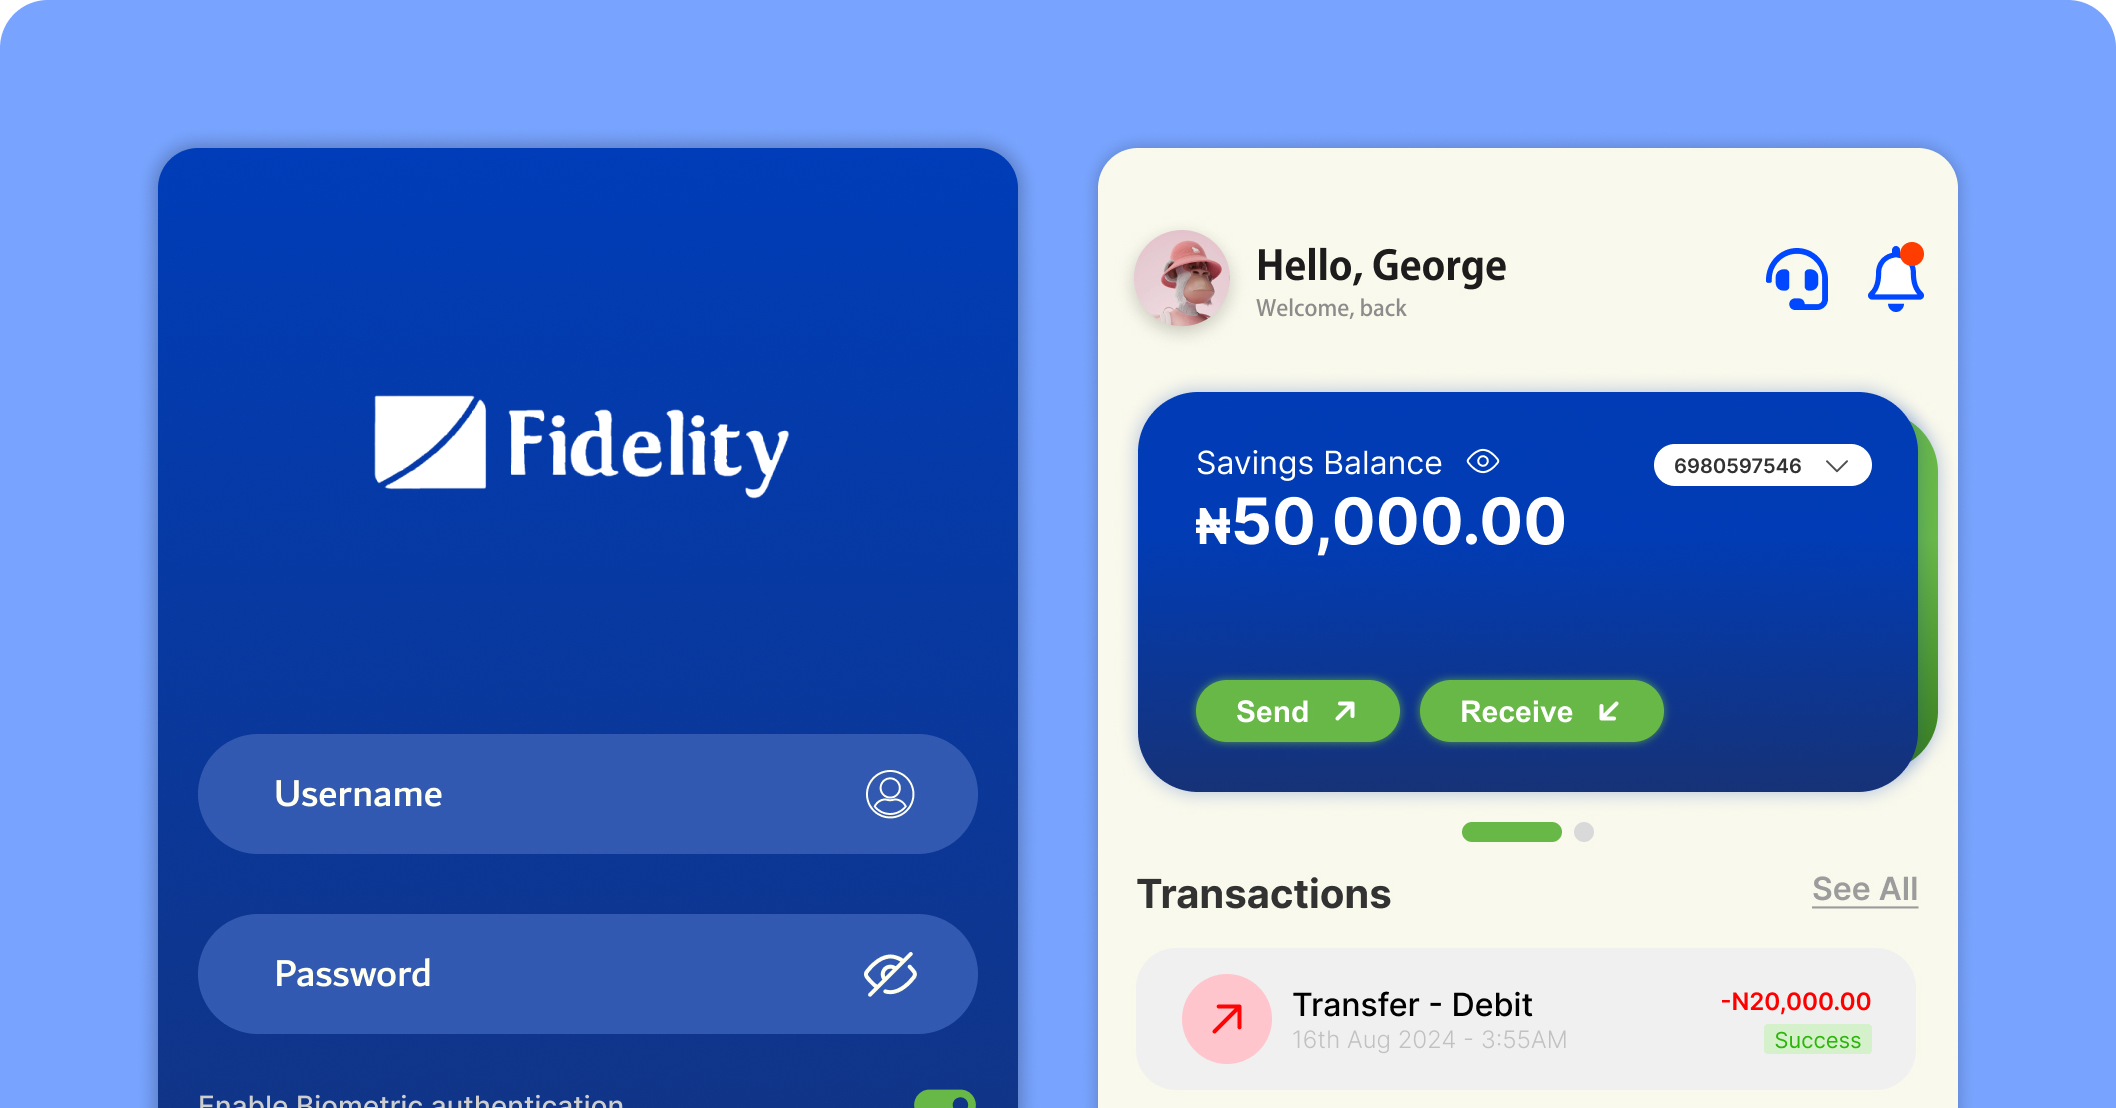 Fidelity
Username
Password
Enable Biometric authentication
Hello, George
Welcome, back
Savings Balance
6980597546
₦50,000.00
Send
Receive
Transactions
See All
Transfer - Debit
-N20,000.00
16th Aug 2024 - 3:55AM
Success